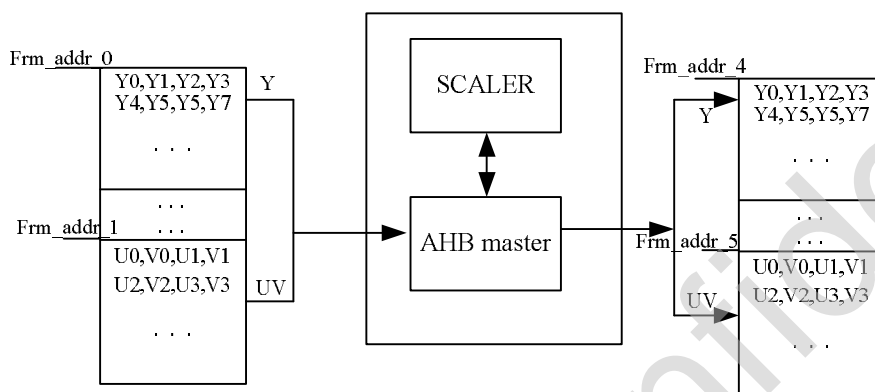 Frm_addr_0
Y0,Y1,Y2,Y3
Y4,Y5,Y5,Y7
. . .
Y
. . .
. . .
Frm_addr_1
U0,V0,U1,V1
U2,V2,U3,V3
. . .
UV
SCALER
AHB master
Frm_addr_4
Y0,Y1,Y2,Y3
Y4,Y5,Y5,Y7
. . .
Y
. . .
. . .
Frm_addr_5
U0,V0,U1,V1
U2,V2,U3,V3
. . .
UV